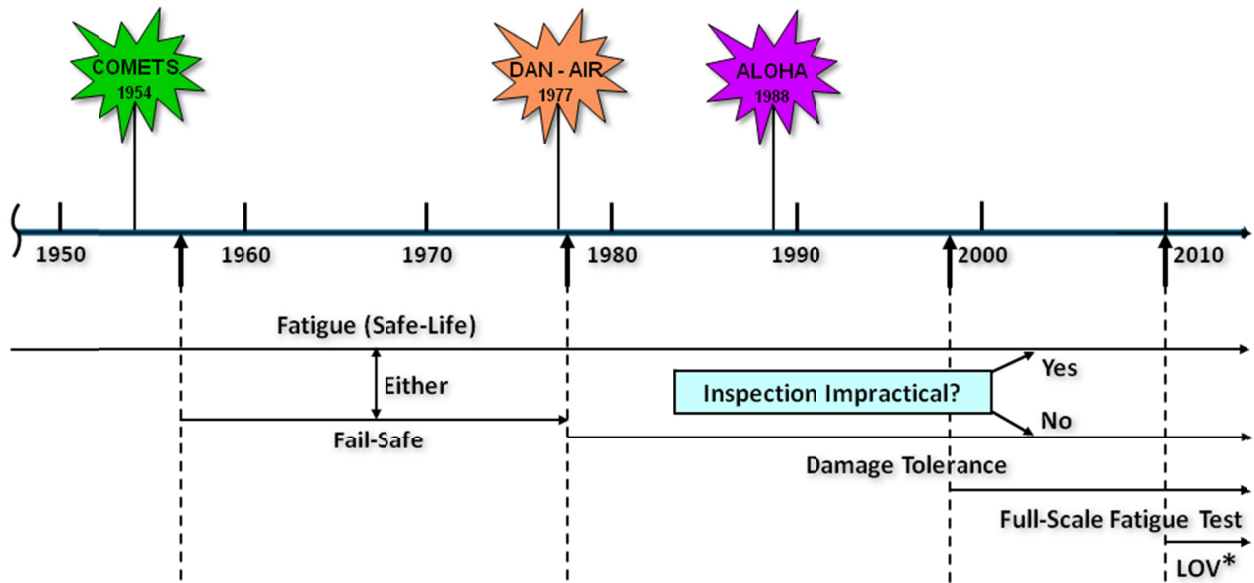 COMETS
1954
DAN - AIR
1977
ALOHA
1988
1950
1960
1970
1980
1990
2000
2010
Fatigue (Safe-Life)
Either
Fail-Safe
Inspection Impractical?
Yes
No
Damage Tolerance
Full-Scale Fatigue Test
LOV*